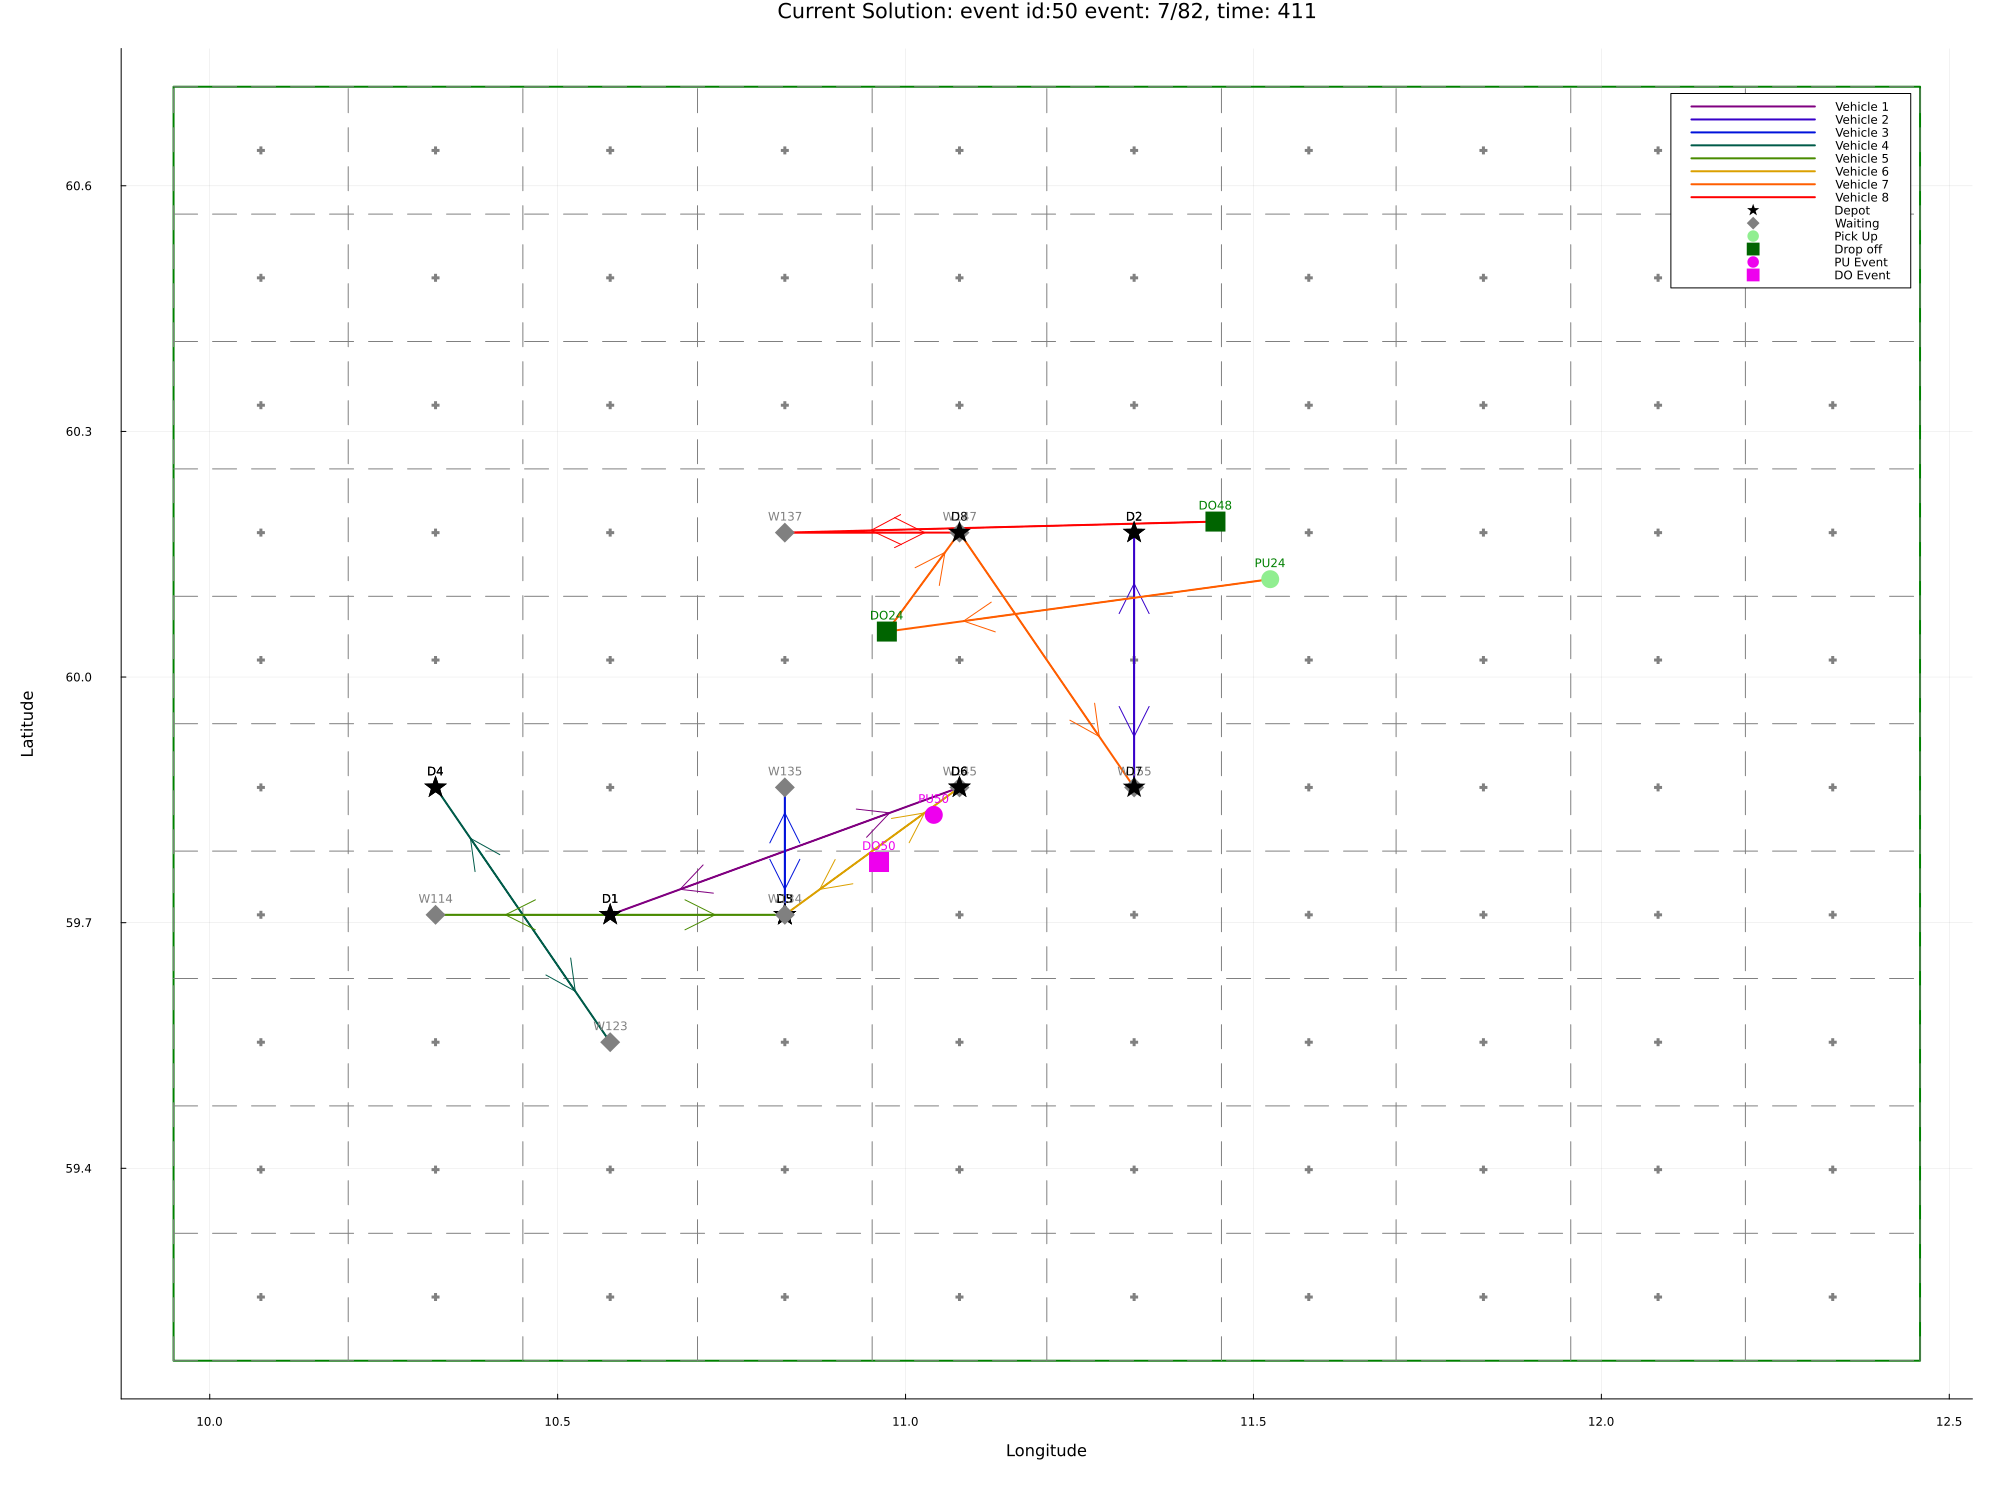 Current Solution: event id:50 event: 7/82, time: 411
Vehicle 1
Vehicle 2
Vehicle 3
Vehicle 4
Vehicle 5
Vehicle 6
Vehicle 7
Vehicle 8
Depot
Waiting
Pick Up
Drop off
PU Event
DO Event
60.6
60.3
60.0
59.7
59.4
Latitude
DO48
W137
D8
D2
PU24
DO24
D4
W135
D6
D7
PU50
DO50
W114
D1
W123
10.0
10.5
11.0
11.5
12.0
12.5
Longitude